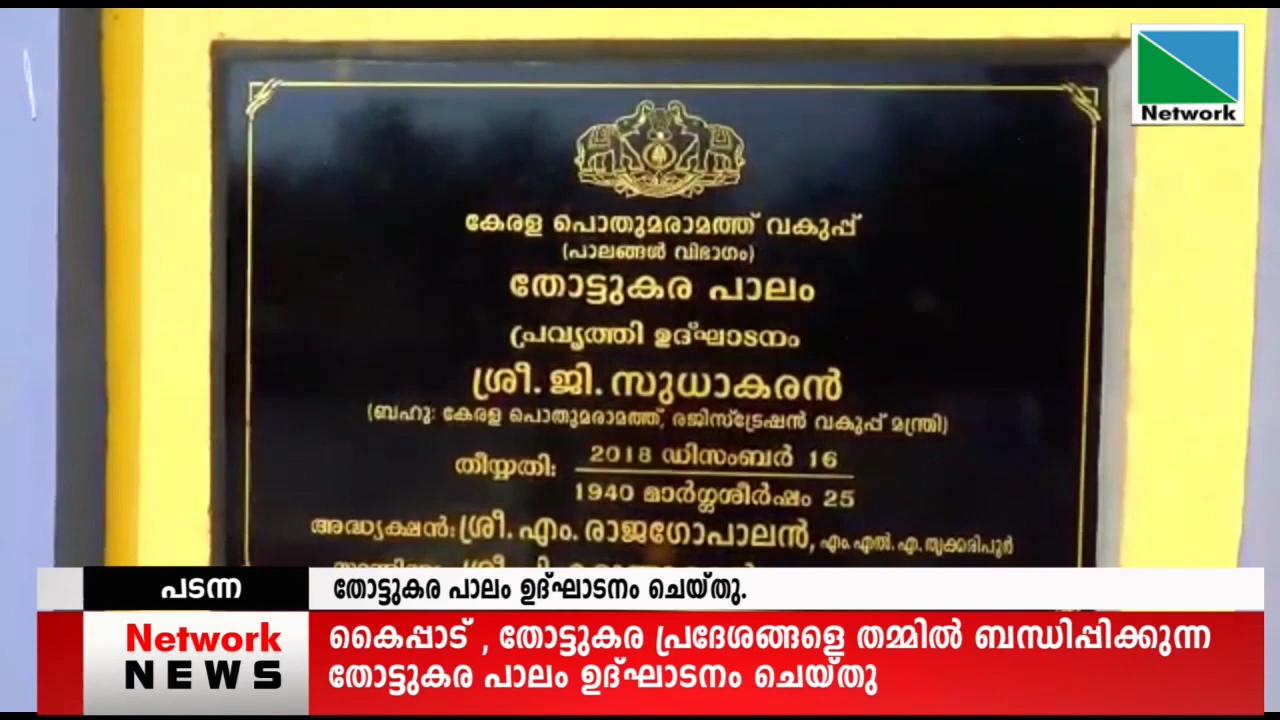 Network
കേരള പൊതുമരാമത്ത് വകുപ്പ്
(പാലങ്ങൾ വിഭാഗം)
തോട്ടുകര പാലം
പ്രവൃത്തി ഉദ്ഘാടനം
ശ്രീ. ജി. സുധാകരൻ
(ബഹു: കേരള പൊതുമരാമത്ത്, രജിസ്ട്രേഷൻ വകുപ്പ് മന്ത്രി)
തീയ്യതി: 2018 ഡിസംബർ 16
1940 മാർഗ്ഗശീർഷം 25
അദ്ധ്യക്ഷൻ: ശ്രീ. എം. രാജഗോപാലൻ, എം.എൽ.എ. തൃക്കരിപൂർ
പടന്ന
തോട്ടുകര പാലം ഉദ്ഘാടനം ചെയ്തു.
Network
NEWS
കൈപ്പാട് , തോട്ടുകര പ്രദേശങ്ങളെ തമ്മിൽ ബന്ധിപ്പിക്കുന്ന
തോട്ടുകര പാലം ഉദ്ഘാടനം ചെയ്തു